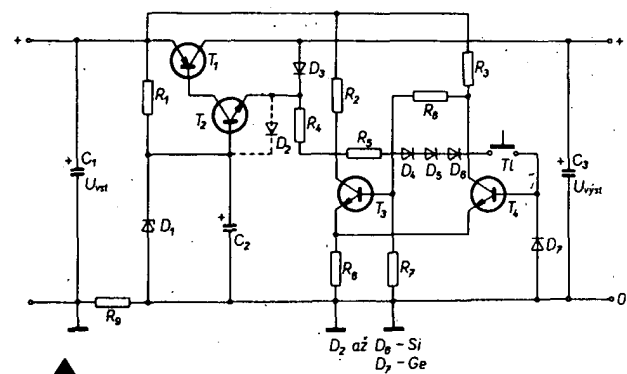 + +
T1
D3
R3
R1 R2
R8
T2
D2
R4
R5
D4 D5 D6 Tl
+ C1
Uvst
+ C3
Uvýst
T3 T4
D1
+ C2
D7
R6 R7
R9
0
D2 až D6 - Si
D7 - Ge